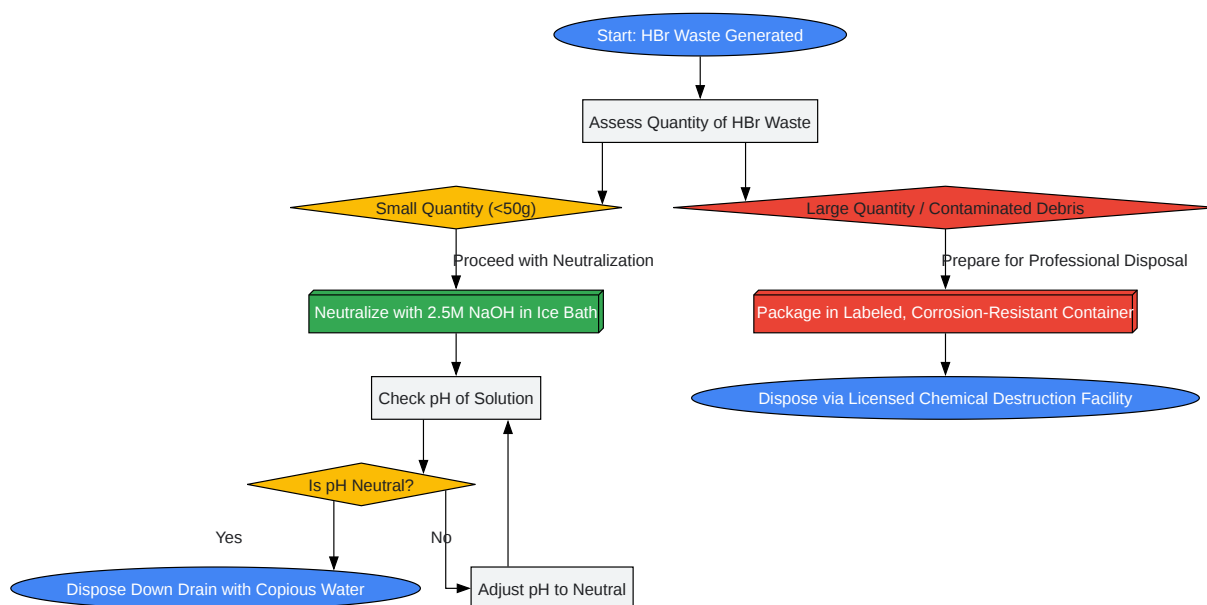 Start: HBr Waste Generated
Assess Quantity of HBr Waste
Small Quantity (<50g)
Large Quantity / Contaminated Debris
Proceed with Neutralization
Prepare for Professional Disposal
Neutralize with 2.5M NaOH in Ice Bath
Package in Labeled, Corrosion-Resistant Container
Check pH of Solution
Dispose via Licensed Chemical Destruction Facility
Is pH Neutral?
Yes
No
Dispose Down Drain with Copious Water
Adjust pH to Neutral